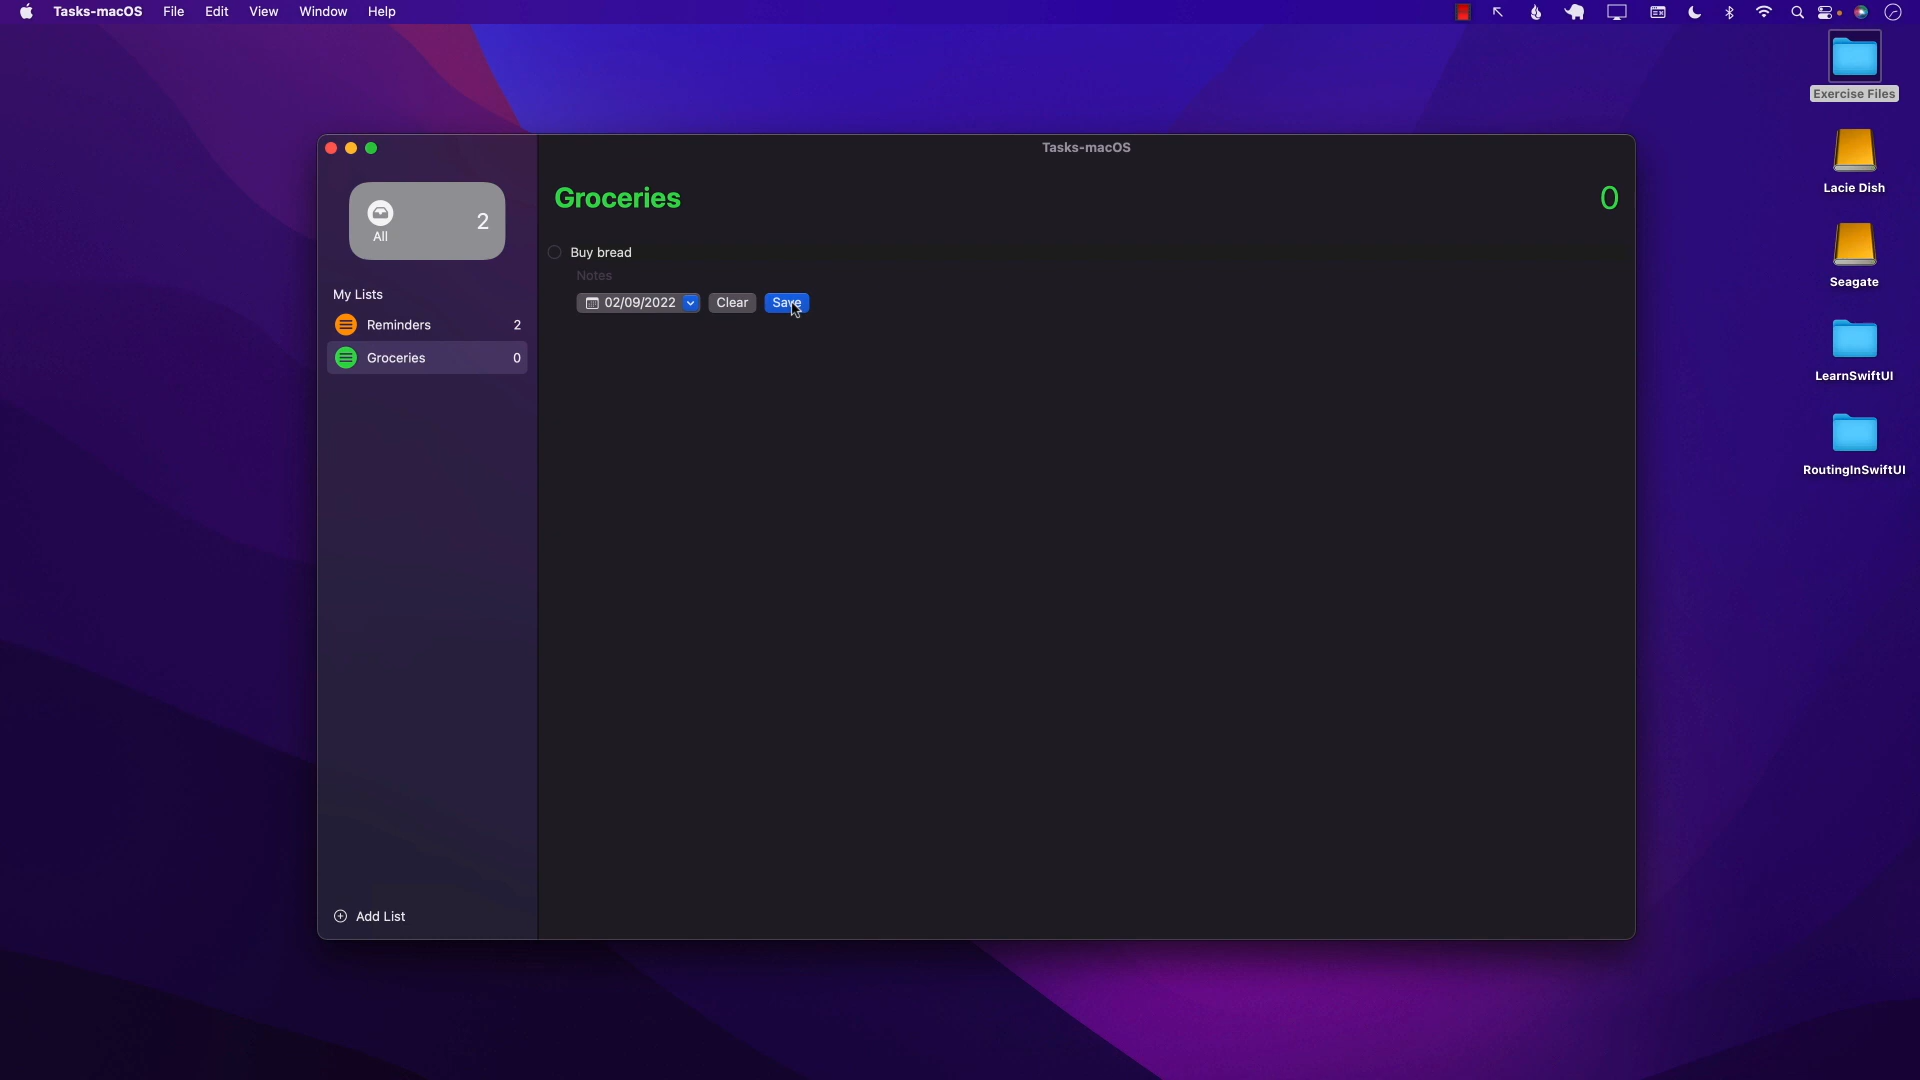 Tasks-macOS File Edit View Window Help
Exercise Files
Tasks-macOS
Lacie Dish
Groceries 0
All 2
Buy bread
Notes
Seagate
My Lists
02/09/2022 Clear Save
Reminders 2
Groceries 0
LearnSwiftUI
RoutingInSwiftUI
Add List